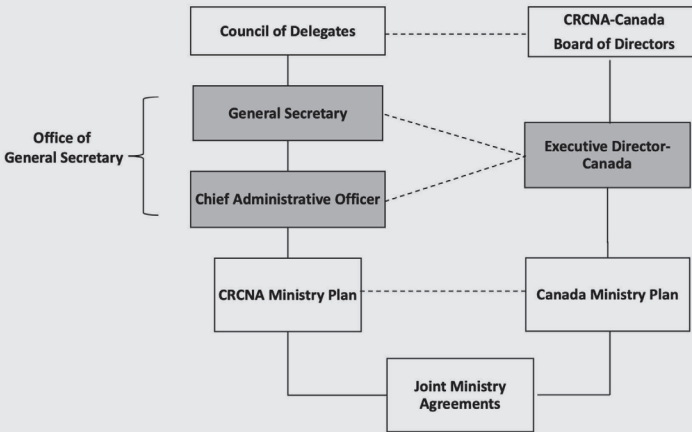 Council of Delegates
CRCNA-Canada
Board of Directors
Office of
General Secretary
General Secretary
Executive Director-
Canada
Chief Administrative Officer
CRCNA Ministry Plan
Canada Ministry Plan
Joint Ministry
Agreements